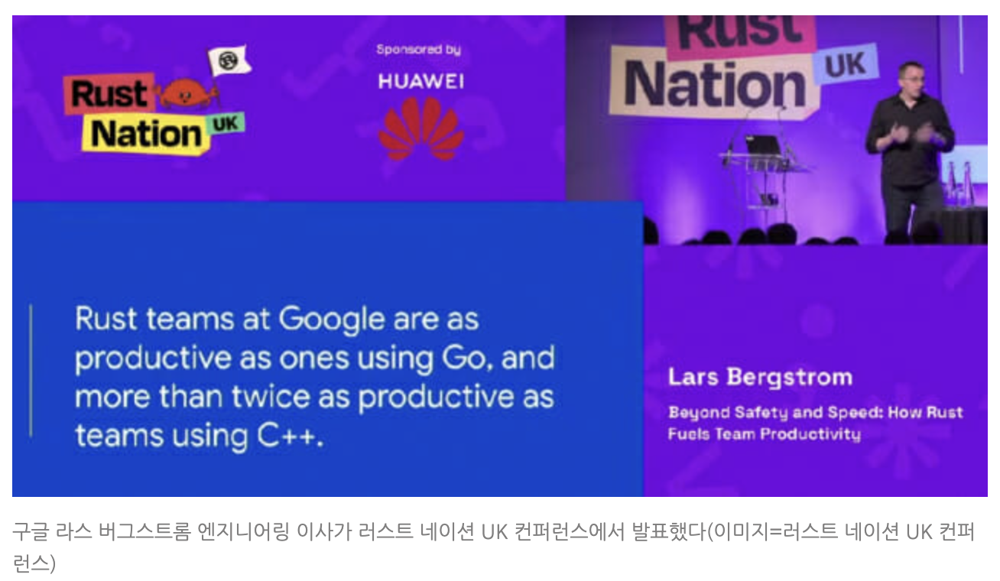 Rust
Nation UK
Sponsored by
HUAWEI
Rust
Nation UK
Rust teams at Google are as
productive as ones using Go, and
more than twice as productive as
teams using C++.
Lars Bergstrom
Beyond Safety and Speed: How Rust
Fuels Team Productivity
구글 라스 버그스트롬 엔지니어링 이사가 러스트 네이션 UK 컨퍼런스에서 발표했다(이미지=러스트 네이션 UK 컨퍼
런스)